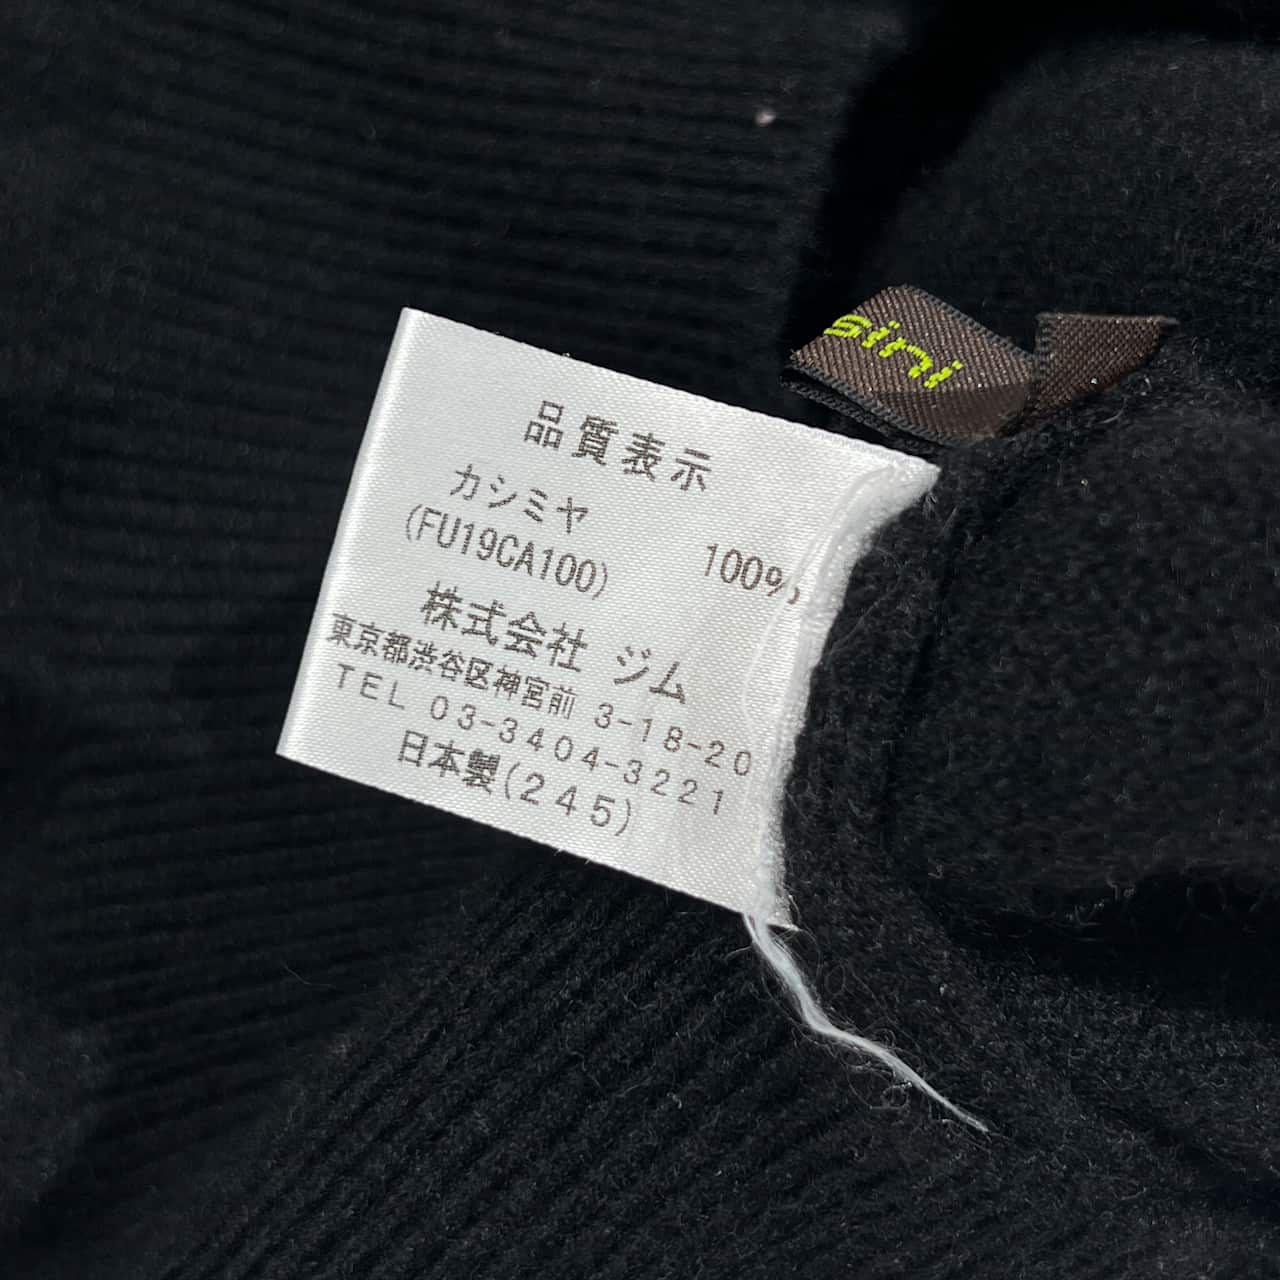 sini
品質表示
カシミヤ 100%
(FU19CA100)
株式会社 ジム
東京都渋谷区神宮前 3-18-20
TEL 03-3404-3221
日本製(245)